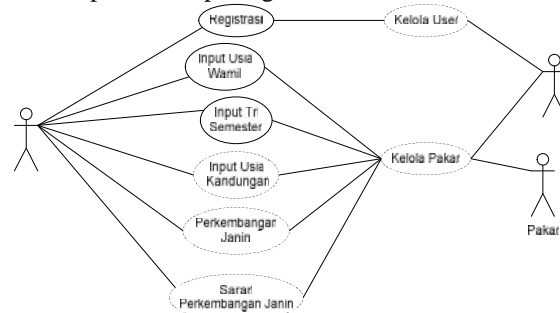 Registrasi
Kelola User
Input Usia
Wamil
Input Tri
Semester
Input Usia
Kandungan
Kelola Pakar
Perkembangan
Janin
Pakar
Saran
Perkembangan Janin